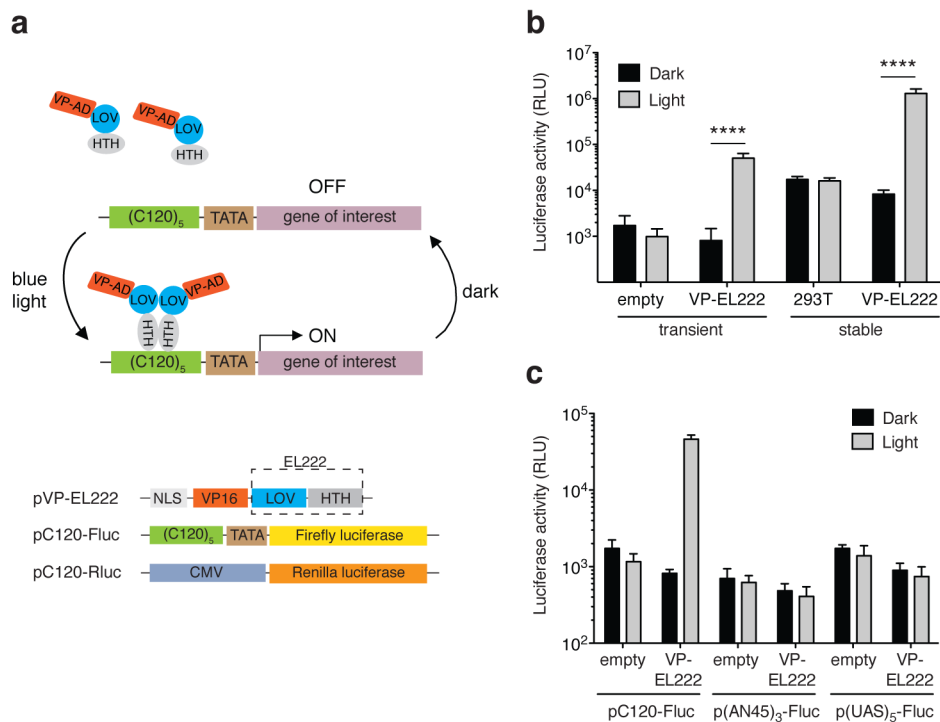 a
VP-AD
LOV
HTH
VP-AD
LOV
HTH
OFF
(C120)5
TATA
gene of interest
blue
light
dark
VP-AD
LOV
LOV
VP-AD
HTH
HTH
ON
(C120)5
TATA
gene of interest
EL222
pVP-EL222
NLS
VP16
LOV
HTH
pC120-Fluc
(C120)5
TATA
Firefly luciferase
pC120-Rluc
CMV
Renilla luciferase
b
Luciferase activity (RLU)
10^7
10^6
10^5
10^4
10^3
Dark
Light
****
****
empty
VP-EL222
293T
VP-EL222
transient
stable
c
Luciferase activity (RLU)
10^5
10^4
10^3
10^2
Dark
Light
empty
VP-
EL222
empty
VP-
EL222
empty
VP-
EL222
pC120-Fluc
p(AN45)3-Fluc
p(UAS)5-Fluc